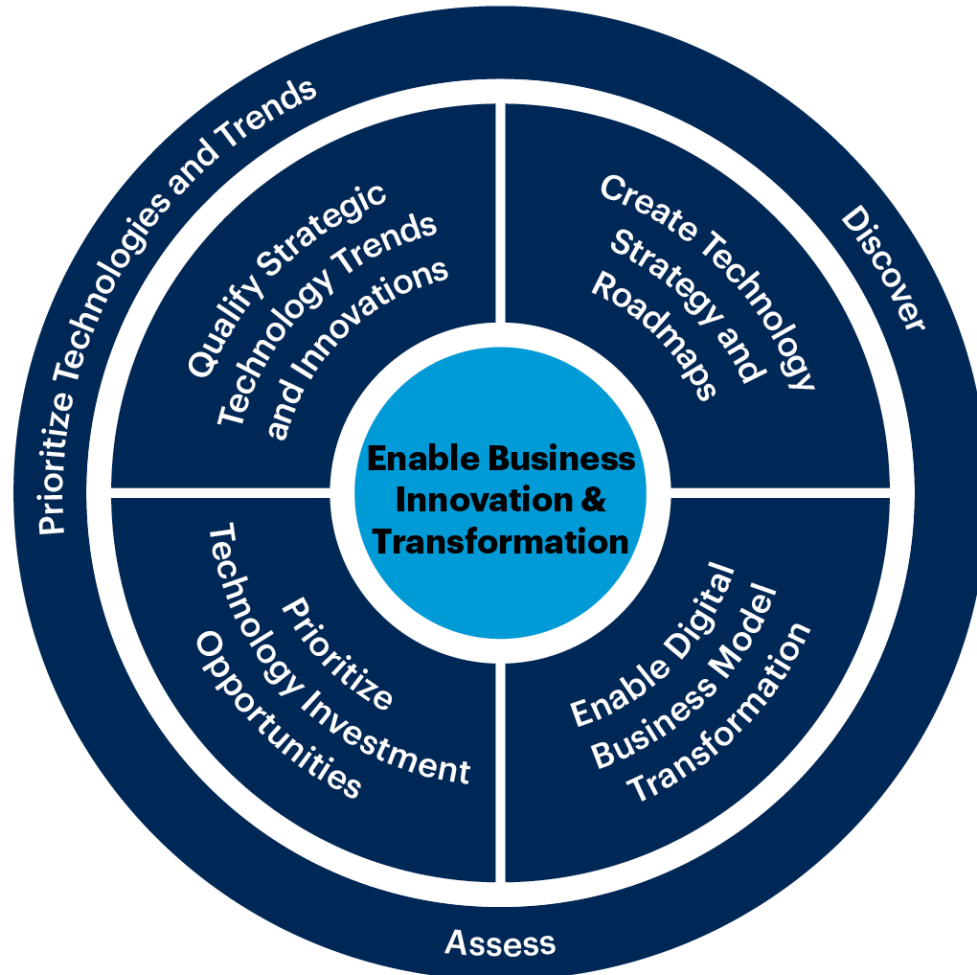 Prioritize Technologies and Trends
Discover
Assess
Qualify Strategic
Technology Trends
and Innovations
Create Technology
Strategy and
Roadmaps
Enable Business
Innovation &
Transformation
Prioritize
Technology Investment
Opportunities
Enable Digital
Business Model
Transformation